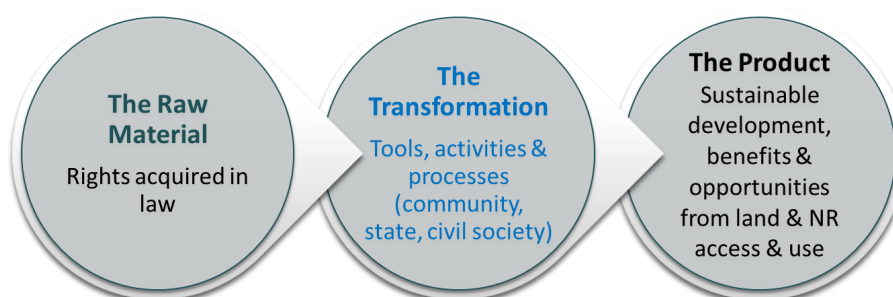 The Raw
Material
Rights acquired in
law
The
Transformation
Tools, activities &
processes
(community,
state, civil society)
The Product
Sustainable
development,
benefits &
opportunities
from land & NR
access & use